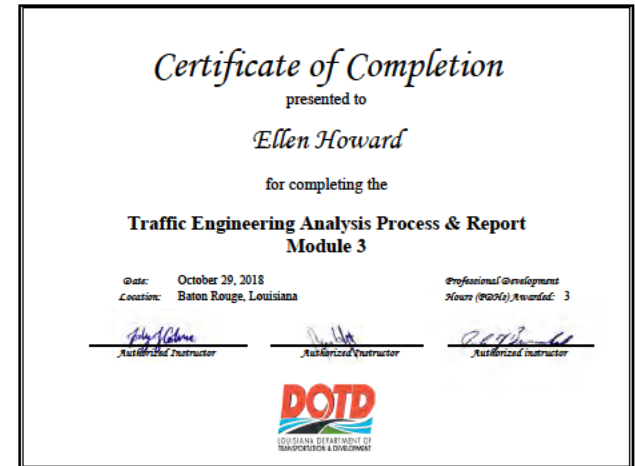 Certificate of Completion
presented to
Ellen Howard
for completing the
Traffic Engineering Analysis Process & Report
Module 3
Date: October 29, 2018
Location: Baton Rouge, Louisiana
Professional Development
Hours (PDHs) Awarded: 3
Authorized Instructor
Authorized Instructor
Authorized instructor
DOTD
LOUISIANA DEPARTMENT OF
TRANSPORTATION & DEVELOPMENT